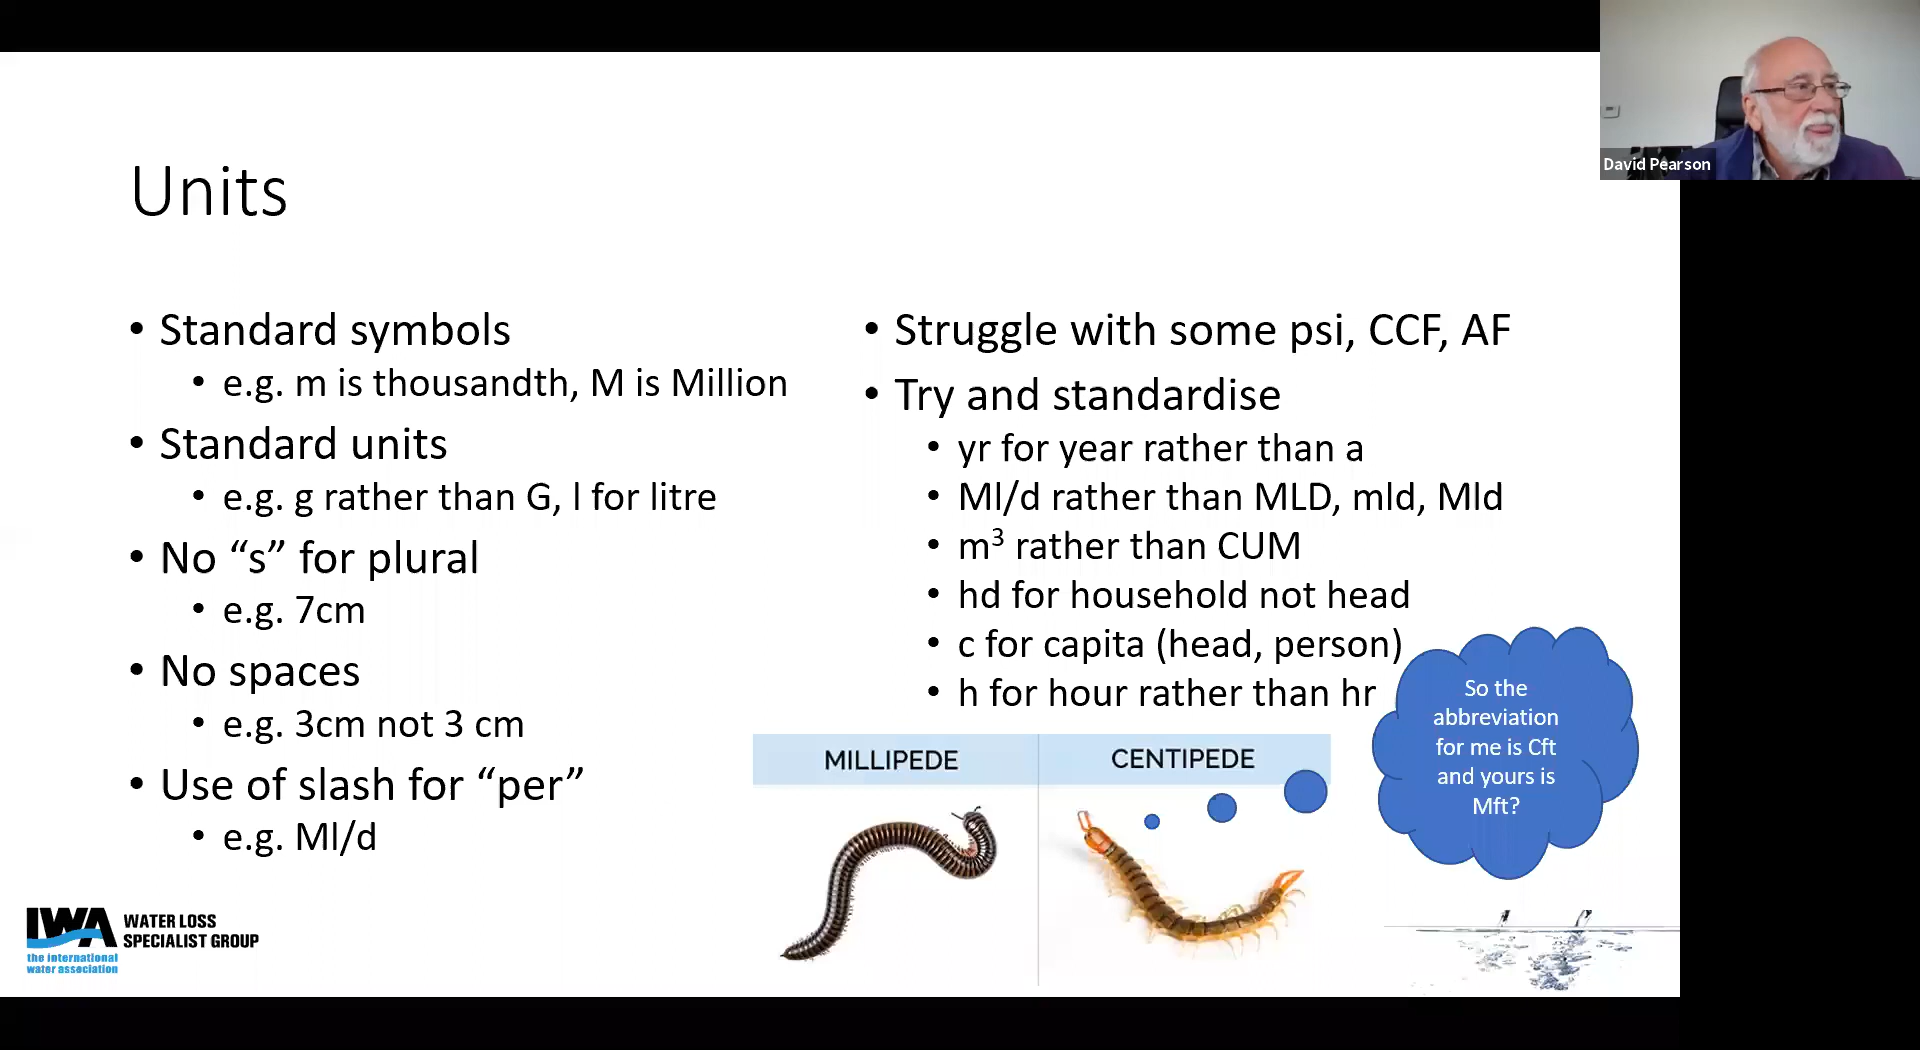 David Pearson
Units
• Standard symbols
• e.g. m is thousandth, M is Million
• Standard units
• e.g. g rather than G, l for litre
• No “s” for plural
• e.g. 7cm
• No spaces
• e.g. 3cm not 3 cm
• Use of slash for “per”
• e.g. Ml/d
• Struggle with some psi, CCF, AF
• Try and standardise
• yr for year rather than a
• Ml/d rather than MLD, mld, Mld
• m³ rather than CUM
• hd for household not head
• c for capita (head, person)
• h for hour rather than hr
MILLIPEDE
CENTIPEDE
So the
abbreviation
for me is Cft
and yours is
Mft?
IWA
the international
water association
WATER LOSS
SPECIALIST GROUP